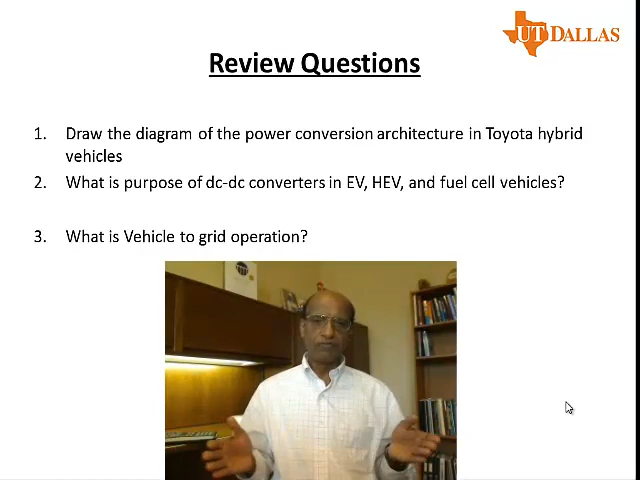 UT DALLAS
Review Questions
1. Draw the diagram of the power conversion architecture in Toyota hybrid
vehicles
2. What is purpose of dc-dc converters in EV, HEV, and fuel cell vehicles?
3. What is Vehicle to grid operation?